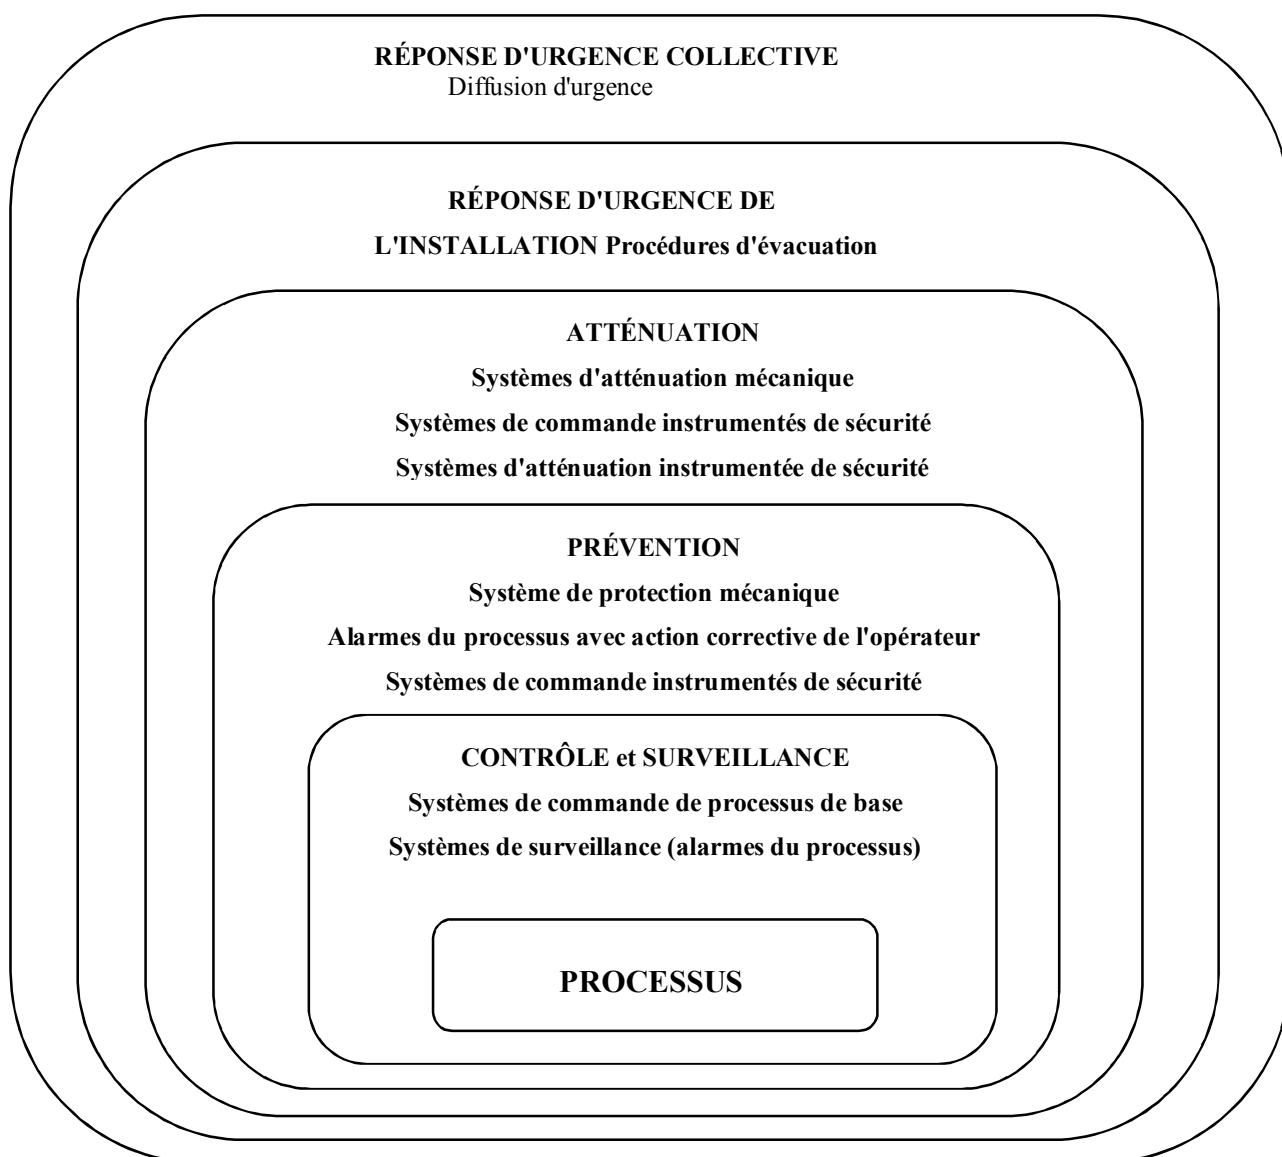 RÉPONSE D'URGENCE COLLECTIVE
Diffusion d'urgence
RÉPONSE D'URGENCE DE
L'INSTALLATION Procédures d'évacuation
ATTÉNUATION
Systèmes d'atténuation mécanique
Systèmes de commande instrumentés de sécurité
Systèmes d'atténuation instrumentée de sécurité
PRÉVENTION
Système de protection mécanique
Alarmes du processus avec action corrective de l'opérateur
Systèmes de commande instrumentés de sécurité
CONTRÔLE et SURVEILLANCE
Systèmes de commande de processus de base
Systèmes de surveillance (alarmes du processus)
PROCESSUS